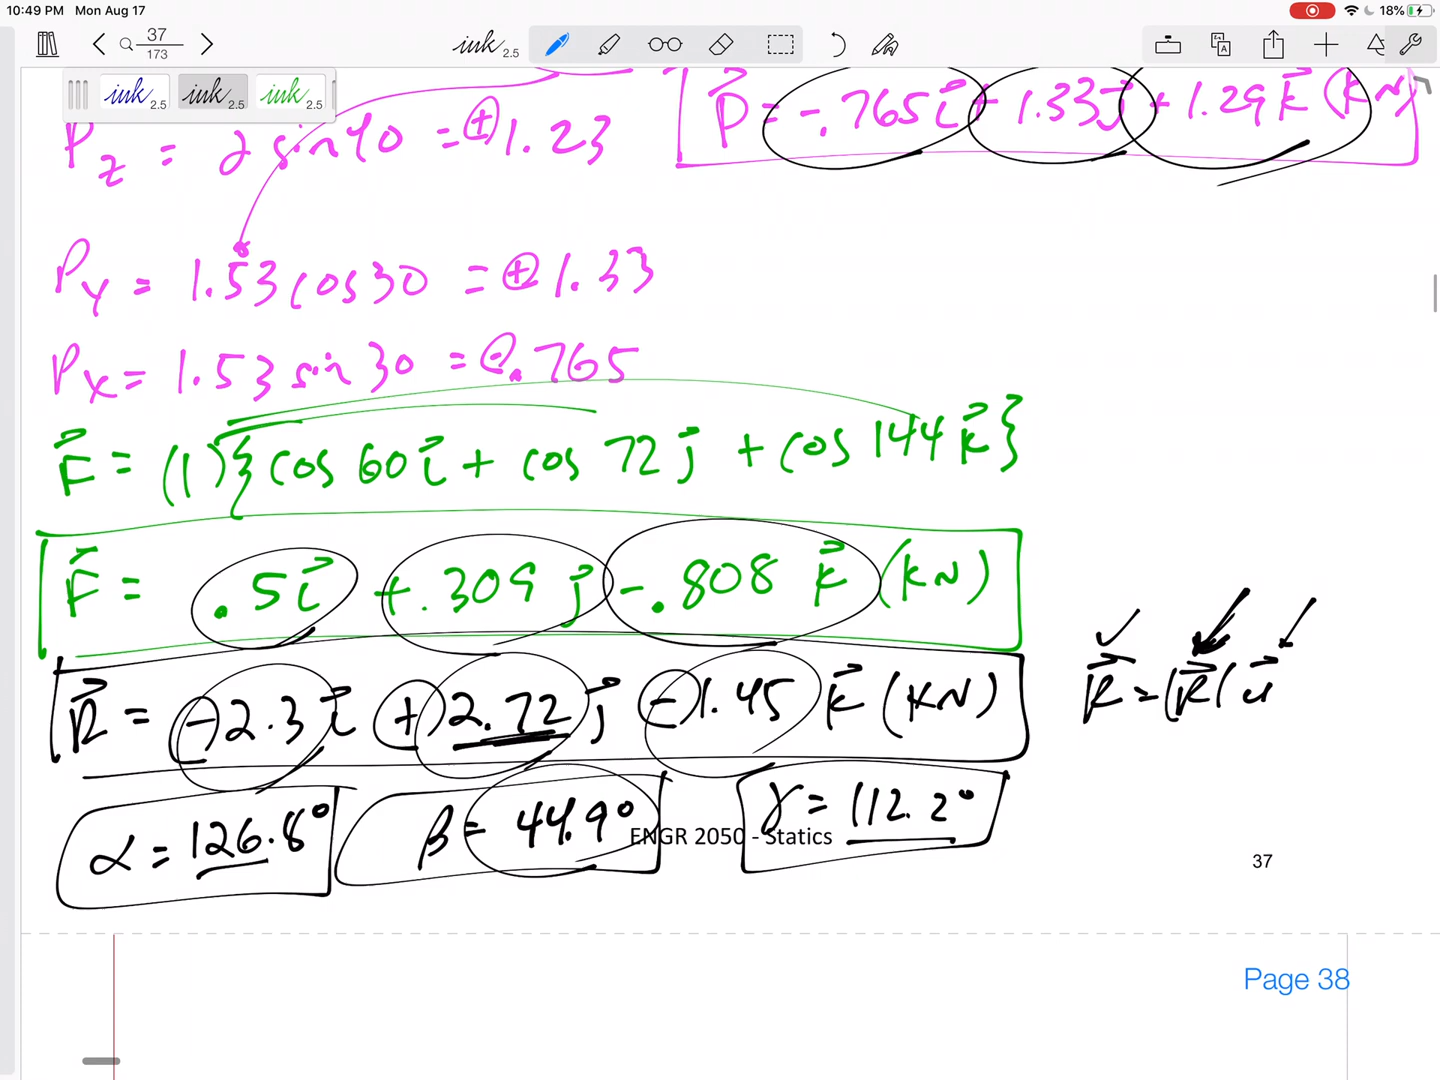 10:49 PM Mon Aug 17
18%
37
173
ink 2.5
ink 2.5 ink 2.5 ink 2.5
P⃗ = -.765 i⃗ + 1.33 j⃗ + 1.29 k⃗ (KN)
Pz = 2 sin 40 = ⊕ 1.23
Py = 1.53 cos 30 = ⊕ 1.33
Px = 1.53 sin 30 = ⊖ .765
F⃗ = (1) { cos 60 i⃗ + cos 72 j⃗ + cos 144 k⃗ }
F⃗ = .5 i⃗ + .309 j⃗ - .808 k⃗ (KN)
R⃗ = -2.3 i⃗ + 2.72 j⃗ - 1.45 k⃗ (KN)
R⃗ = |R⃗| u⃗
α = 126.8° β = 44.9° γ = 112.2°
ENGR 2050 - Statics
37
Page 38